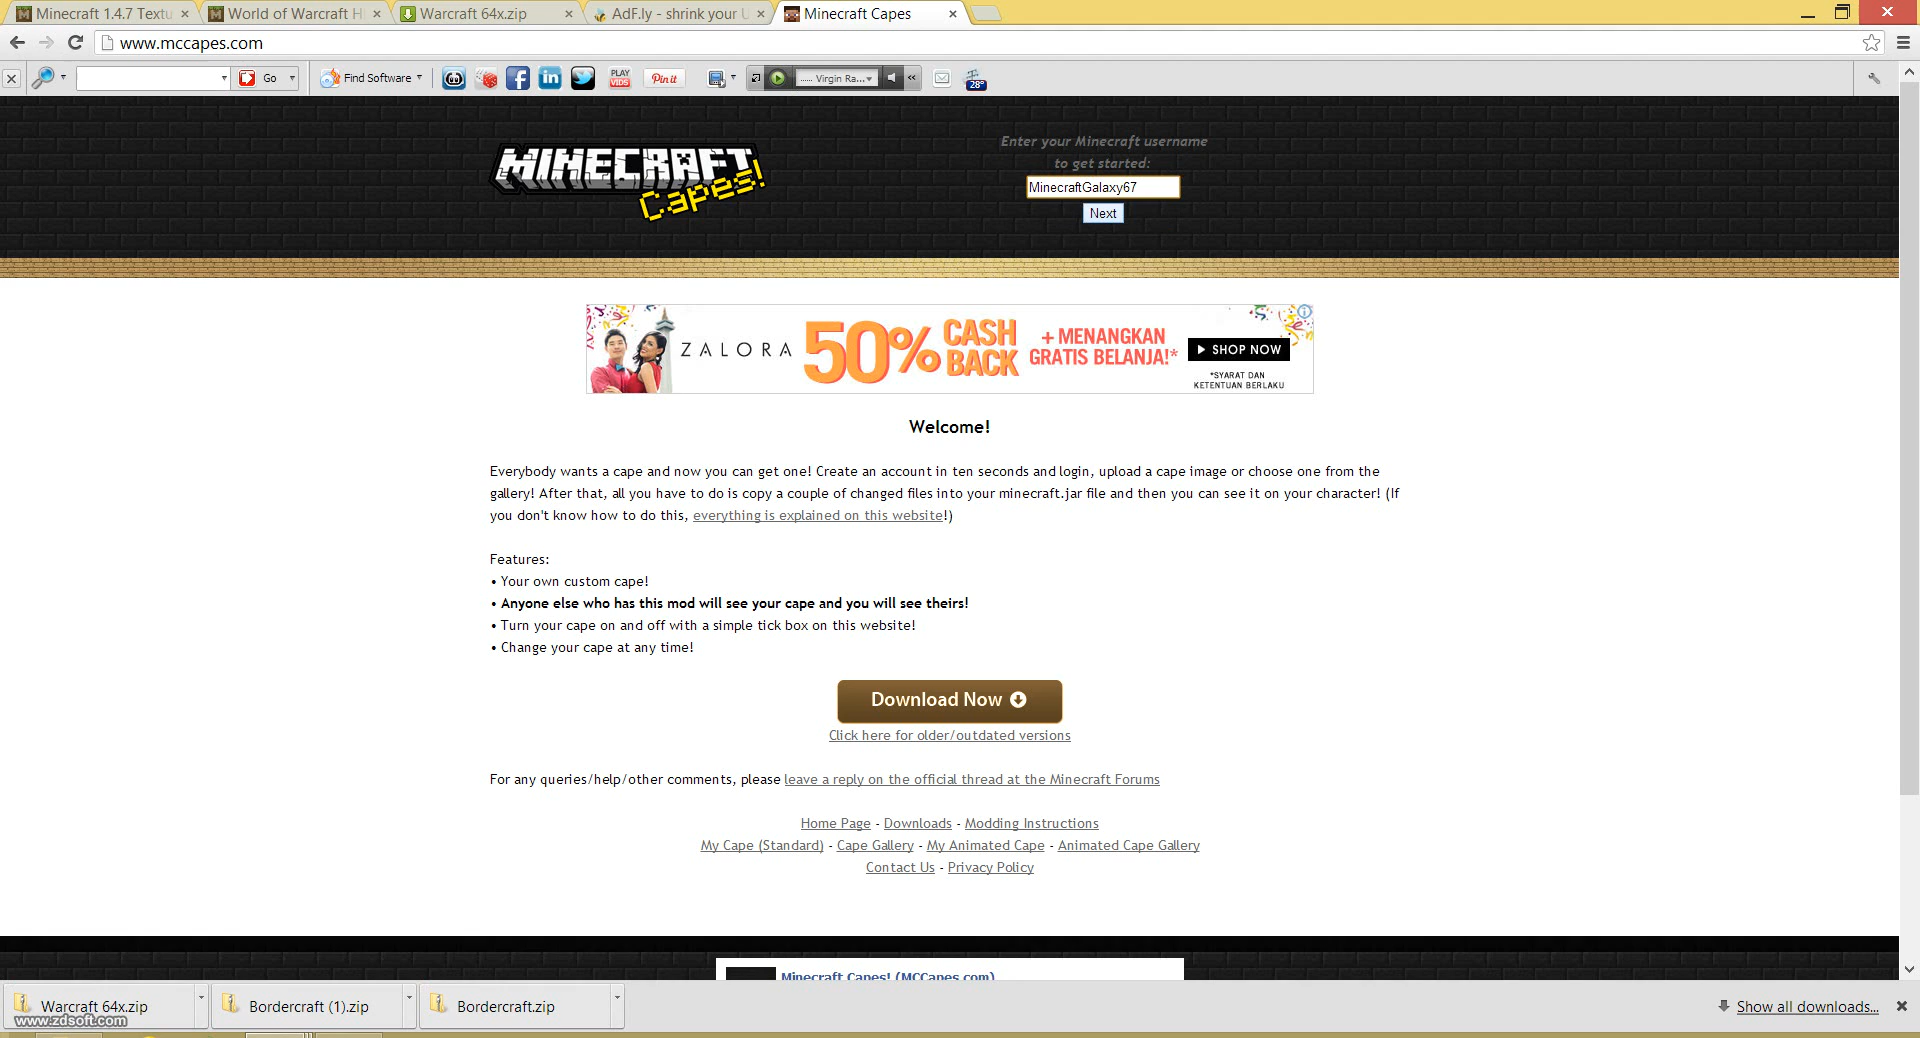 Minecraft 1.4.7 Textu
World of Warcraft H
Warcraft 64x.zip
AdF.ly - shrink your U
Minecraft Capes
www.mccapes.com
Go
Find Software
PLAY
VIDS
Pin it
..... Virgin Ra...
28°
MINECRAFT
Capes!
Enter your Minecraft username
to get started:
MinecraftGalaxy67
Next
ZALORA
50%
CASH
BACK
+ MENANGKAN
GRATIS BELANJA!*
SHOP NOW
*SYARAT DAN
KETENTUAN BERLAKU
Welcome!
Everybody wants a cape and now you can get one! Create an account in ten seconds and login, upload a cape image or choose one from the
gallery! After that, all you have to do is copy a couple of changed files into your minecraft.jar file and then you can see it on your character! (If
you don't know how to do this, everything is explained on this website!)
Features:
• Your own custom cape!
• Anyone else who has this mod will see your cape and you will see theirs!
• Turn your cape on and off with a simple tick box on this website!
• Change your cape at any time!
Download Now
Click here for older/outdated versions
For any queries/help/other comments, please leave a reply on the official thread at the Minecraft Forums
Home Page - Downloads - Modding Instructions
My Cape (Standard) - Cape Gallery - My Animated Cape - Animated Cape Gallery
Contact Us - Privacy Policy
Minecraft Capes! (MCCapes.com)
Warcraft 64x.zip
Bordercraft (1).zip
Bordercraft.zip
Show all downloads...
www.zdsoft.com